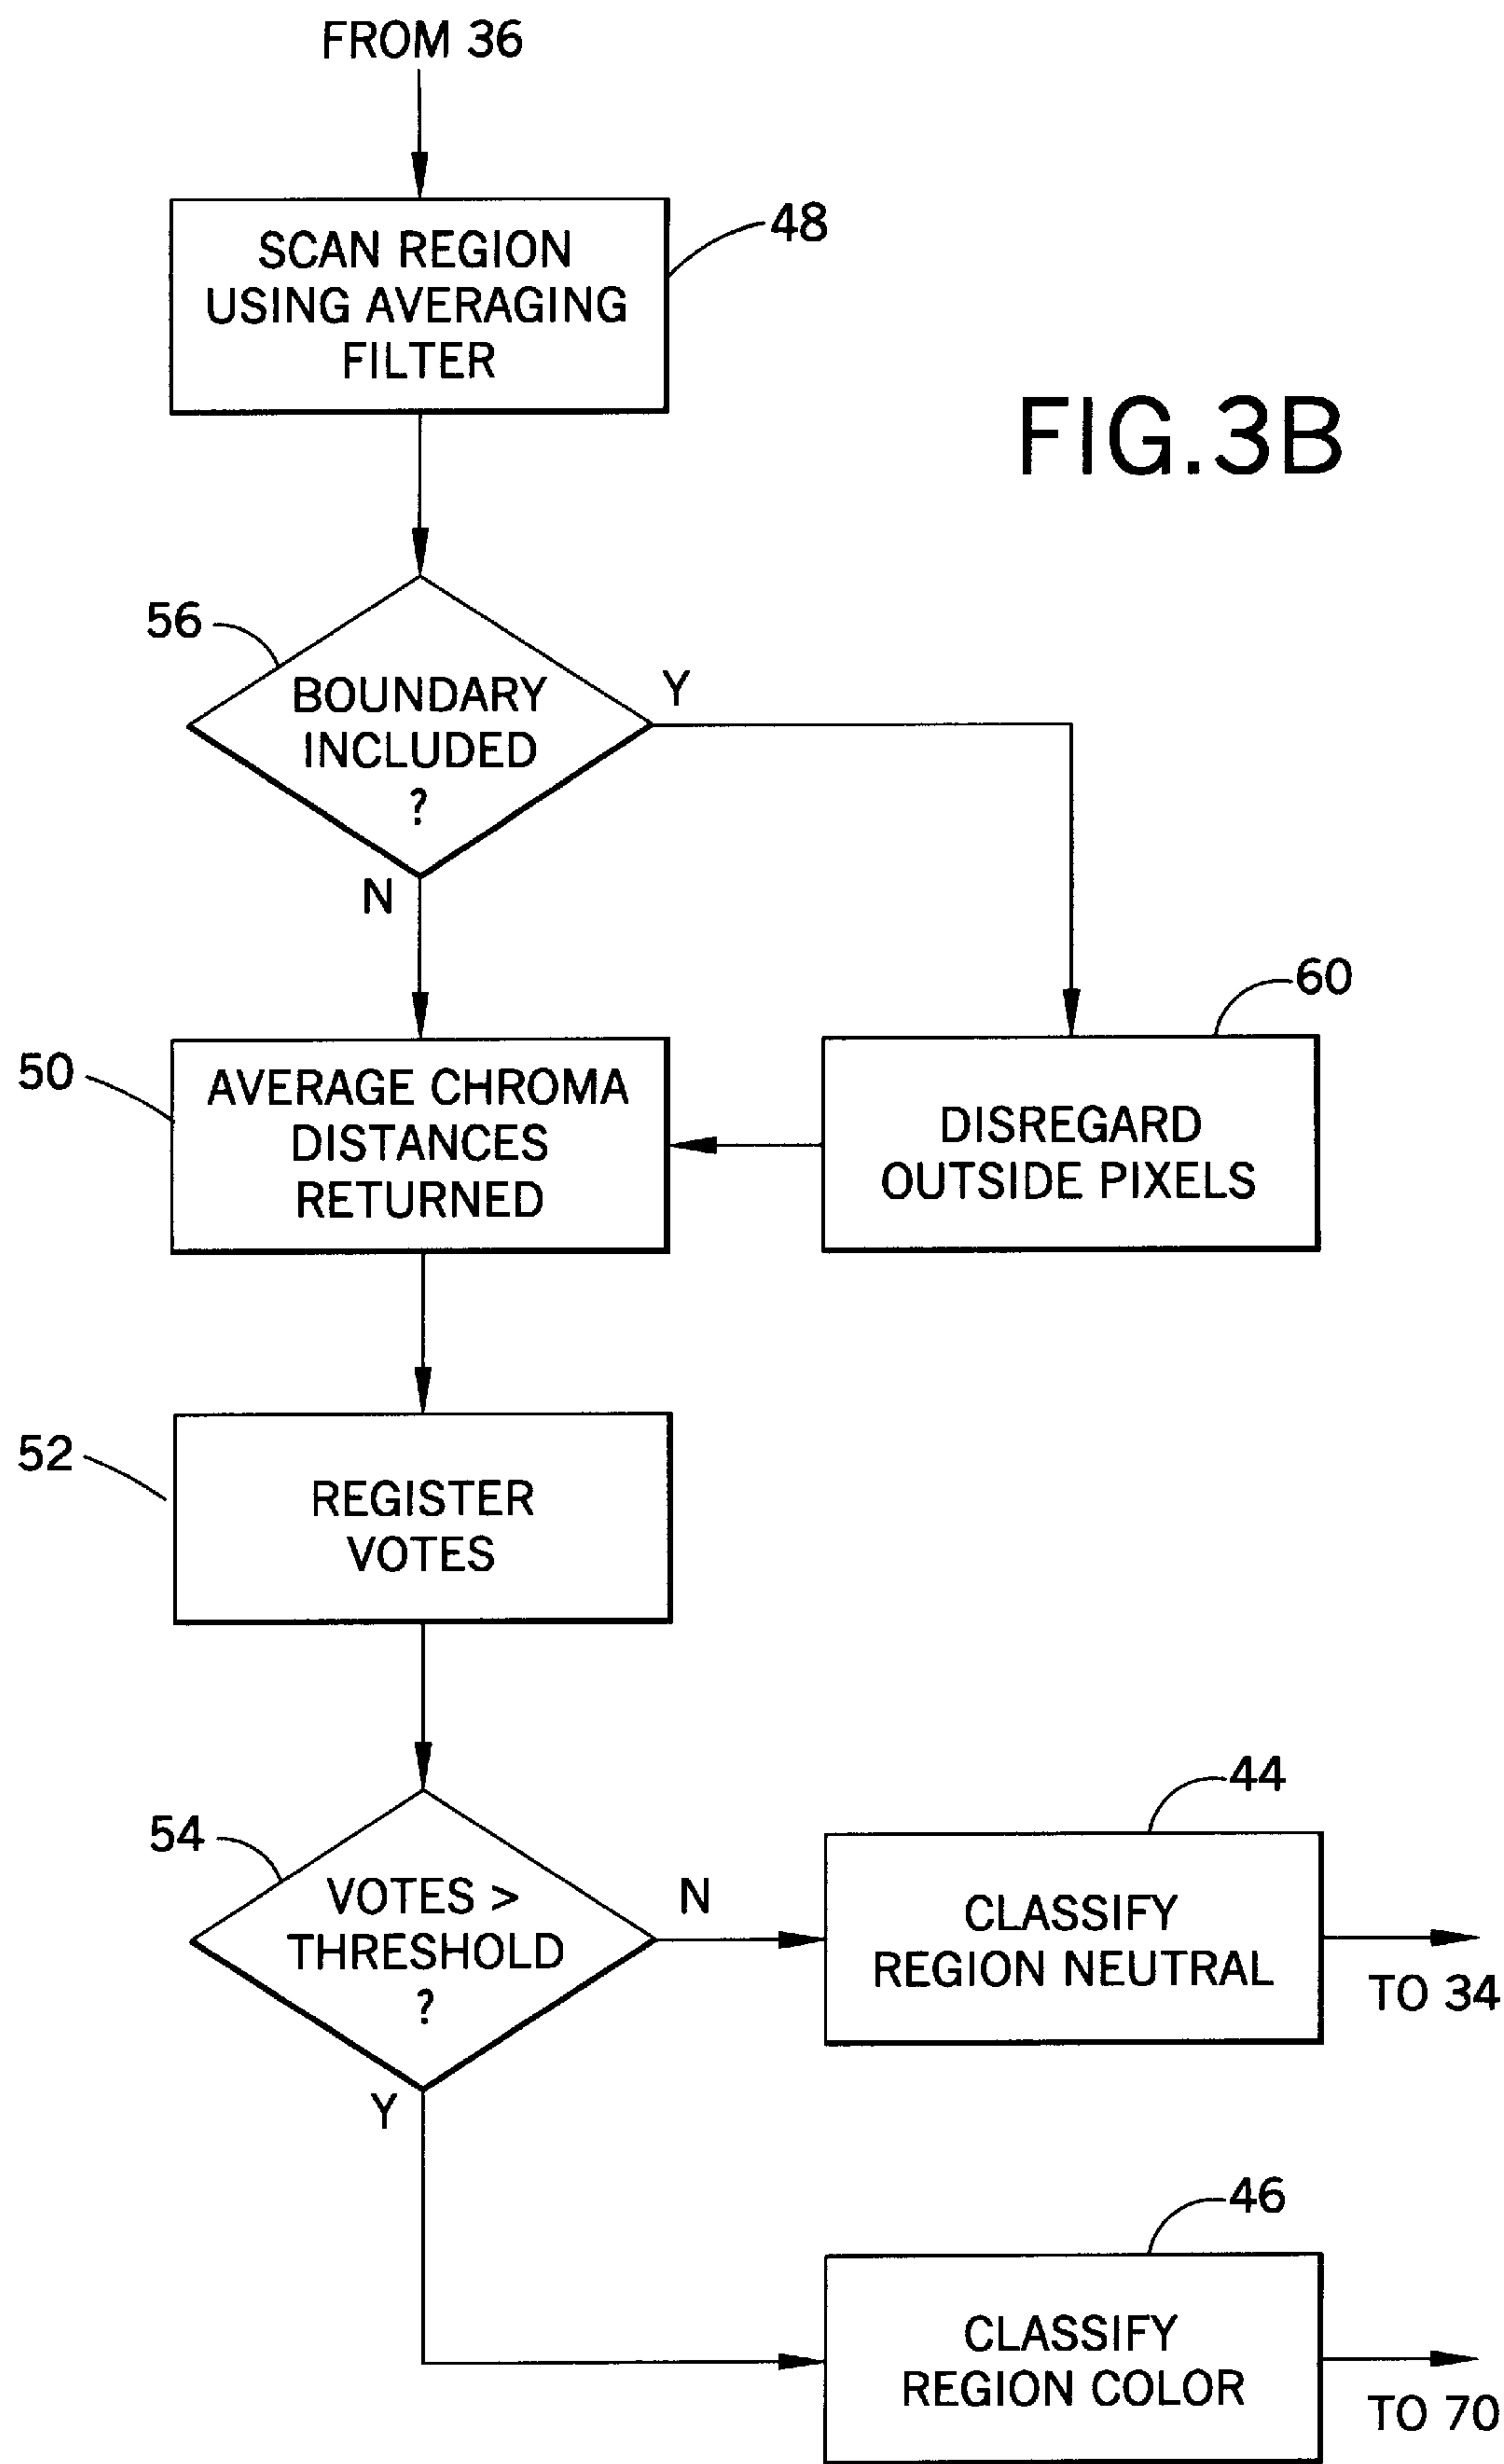 FROM 36
SCAN REGION
USING AVERAGING
FILTER
48
FIG.3B
56
BOUNDARY
INCLUDED
?
Y
N
60
50
AVERAGE CHROMA
DISTANCES
RETURNED
DISREGARD
OUTSIDE PIXELS
52
REGISTER
VOTES
54
VOTES >
THRESHOLD
?
N
Y
44
CLASSIFY
REGION NEUTRAL
TO 34
46
CLASSIFY
REGION COLOR
TO 70